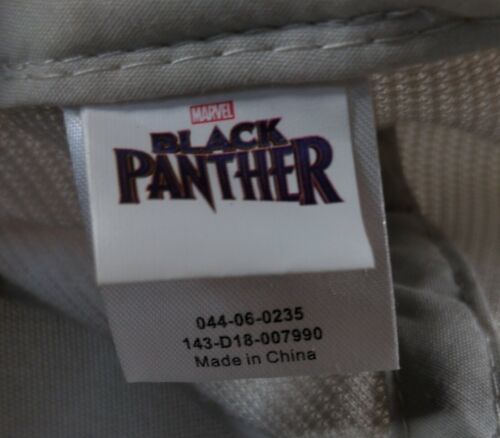 MARVEL
BLACK
PANTHER
044-06-0235
143-D18-007990
Made in China